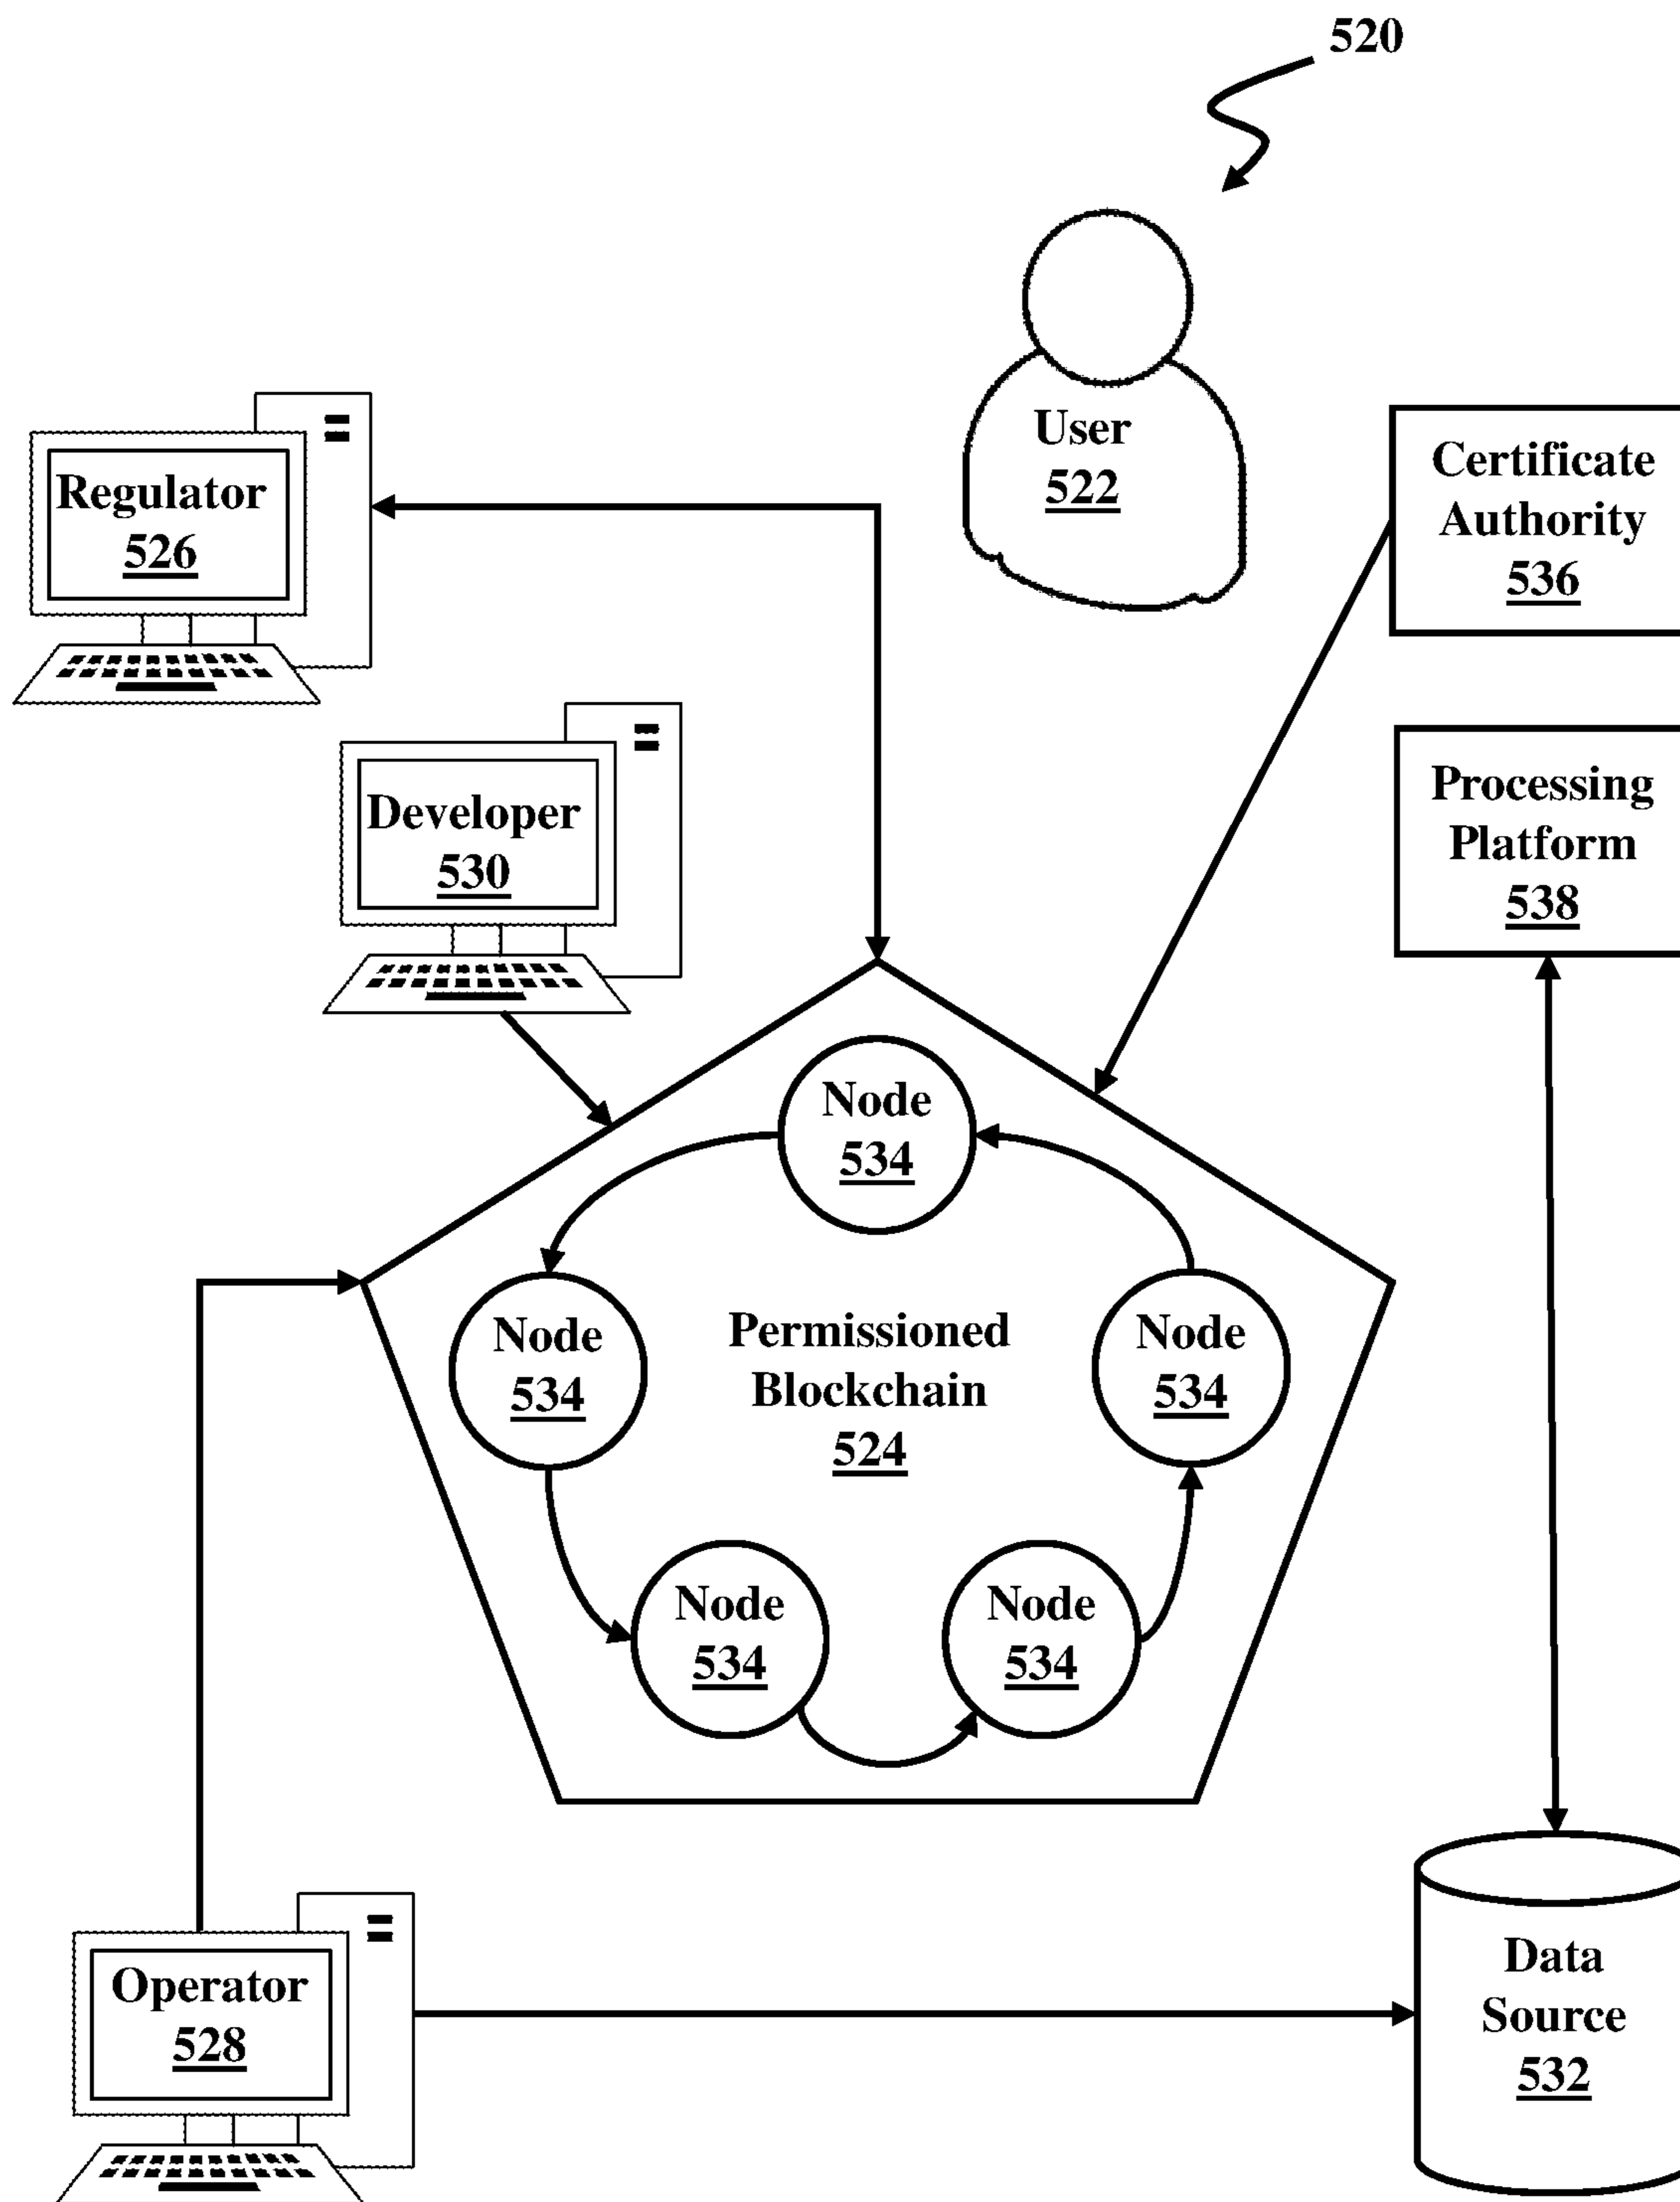 520
User
522
Regulator
526
Certificate
Authority
536
Developer
530
Processing
Platform
538
Node
534
Node
534
Permissioned
Blockchain
524
Node
534
Node
534
Node
534
Operator
528
Data
Source
532